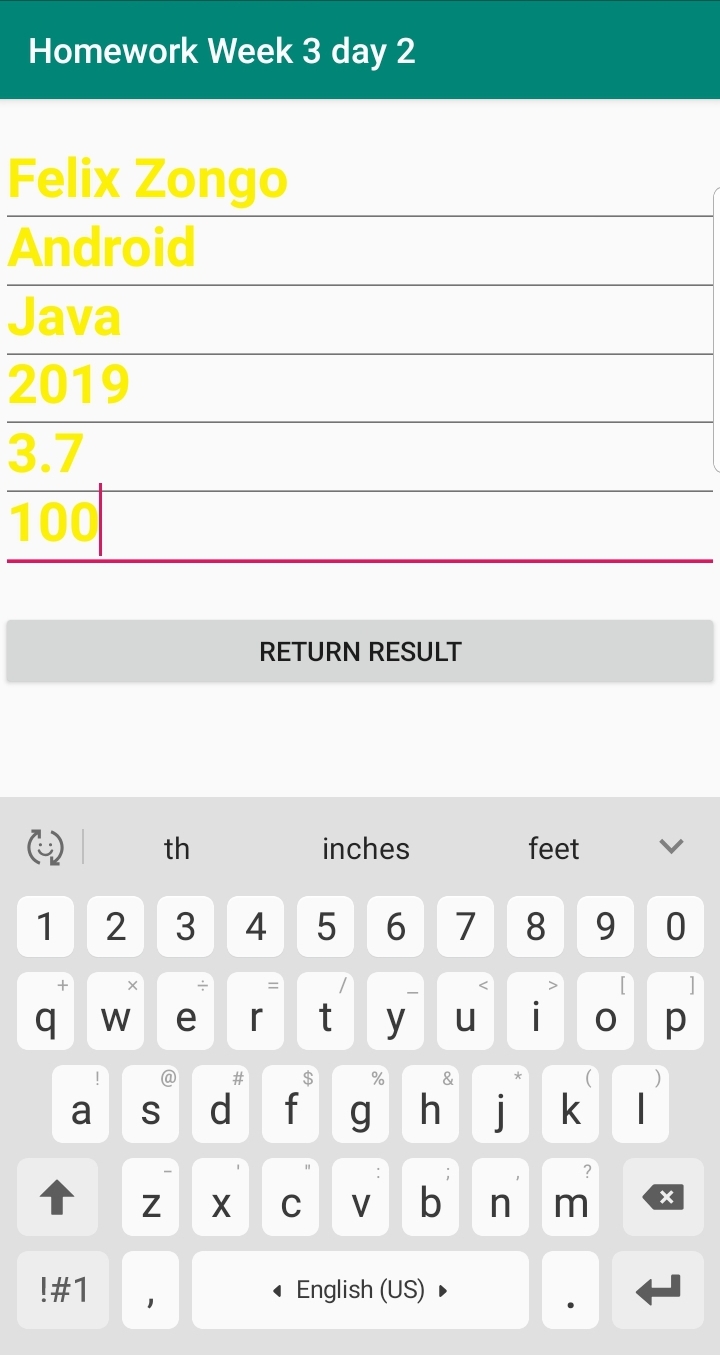 Homework Week 3 day 2
Felix Zongo
Android
Java
2019
3.7
100
RETURN RESULT
th inches feet
1 2 3 4 5 6 7 8 9 0
+ × ÷ = / _ < > [ ]
q w e r t y u i o p
! @ # $ % & * ( )
a s d f g h j k l
- ' " : ; , ?
z x c v b n m
!#1 , English (US) .